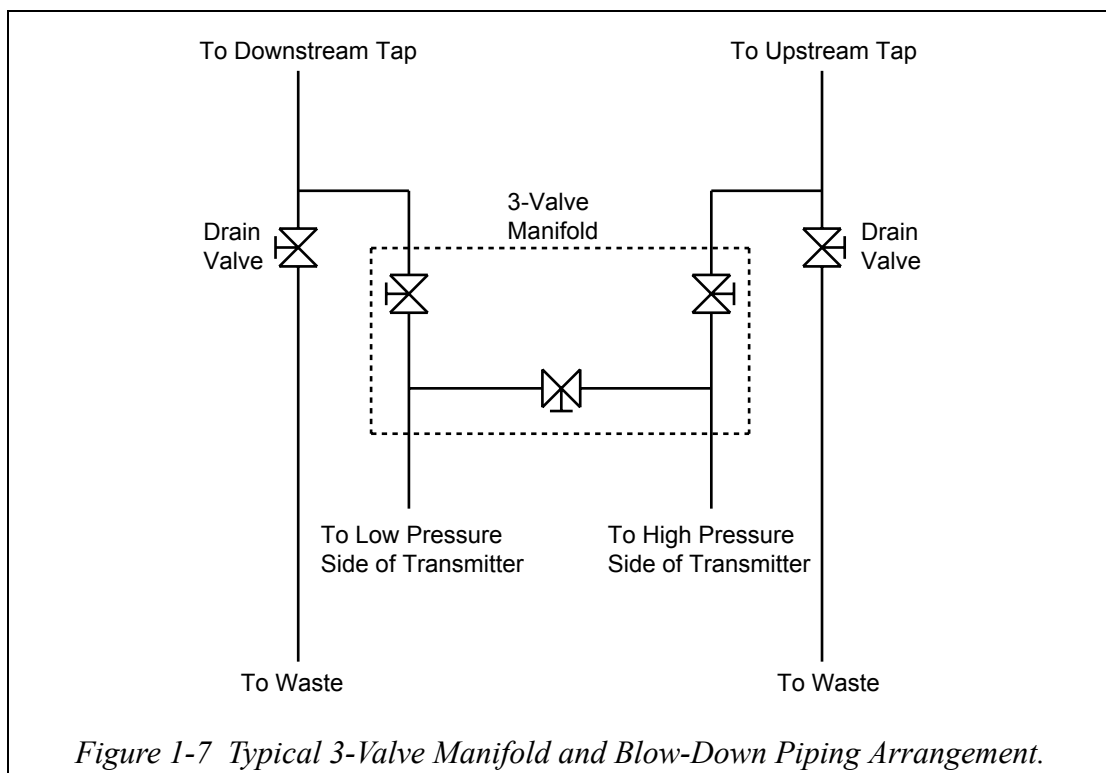 To Downstream Tap
To Upstream Tap
3-Valve
Manifold
Drain
Valve
Drain
Valve
To Low Pressure
Side of Transmitter
To High Pressure
Side of Transmitter
To Waste
To Waste
Figure 1-7 Typical 3-Valve Manifold and Blow-Down Piping Arrangement.